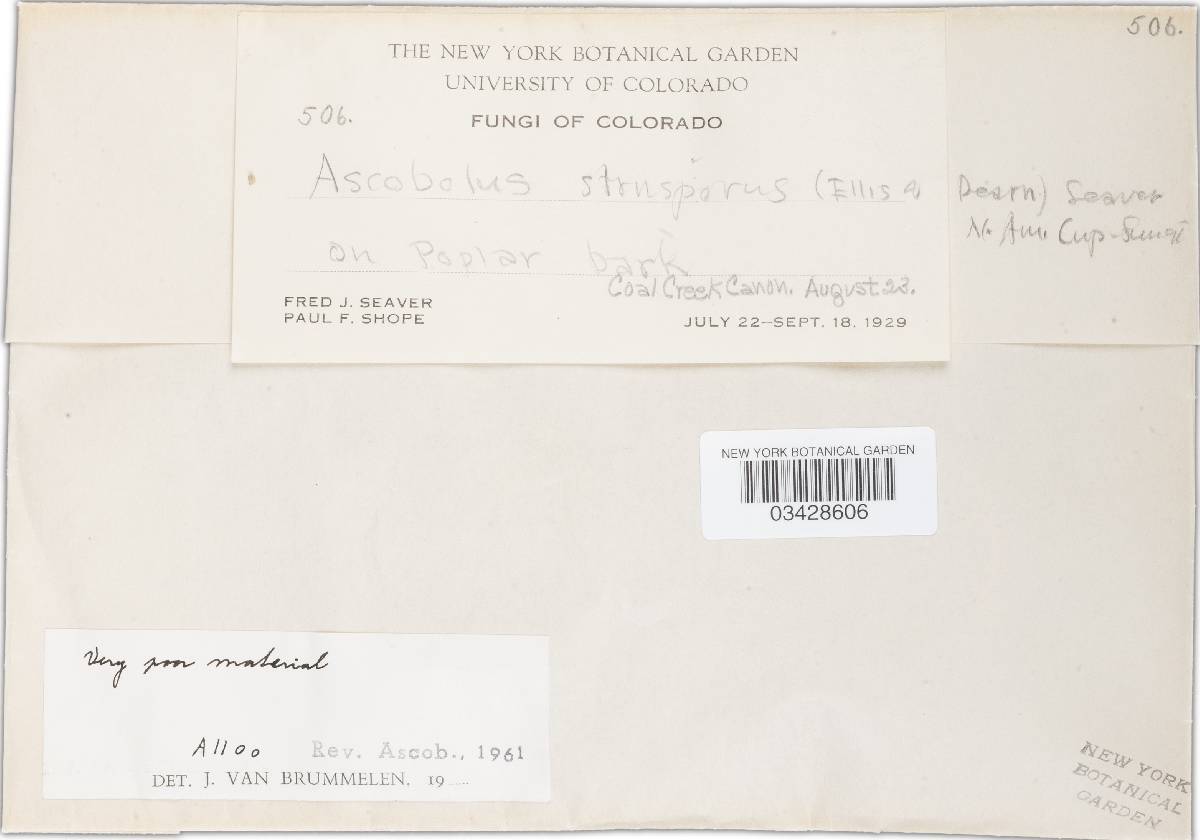 506.
THE NEW YORK BOTANICAL GARDEN
UNIVERSITY OF COLORADO
506.
FUNGI OF COLORADO
Ascobolus (Ellis & Dearn) Seaver
N. Am. Cup-Fungi
on Poplar bark
Coal Creek Canon. August 23.
FRED J. SEAVER
PAUL F. SHOPE
JULY 22–SEPT. 18, 1929
NEW YORK BOTANICAL GARDEN
03428606
Very poor material
A1100 Rev. Ascob., 1961
DET. J. VAN BRUMMELEN, 19
NEW YORK
BOTANICAL
GARDEN